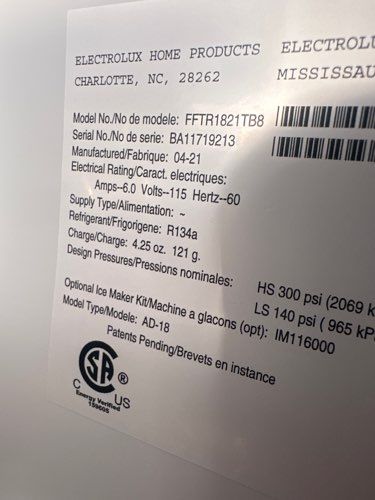 ELECTROLUX HOME PRODUCTS ELECTROLU
CHARLOTTE, NC, 28262 MISSISSAU
Model No./No de modele: FFTR1821TB8
Serial No./No de série: BA11719213
Manufactured/Fabrique: 04-21
Electrical Rating/Caract. electriques:
Amps--6.0 Volts--115 Hertz--60
Supply Type/Alimentation: ~
Refrigerant/Frigorigene: R134a
Charge/Charge: 4.25 oz. 121 g.
Design Pressures/Pressions nominales: HS 300 psi (2069 k
LS 140 psi ( 965 kP
Optional Ice Maker Kit/Machine a glacons (opt): IM116000
Model Type/Modele: AD-18
Patents Pending/Brevets en instance
SA ®
C US
Energy Verified